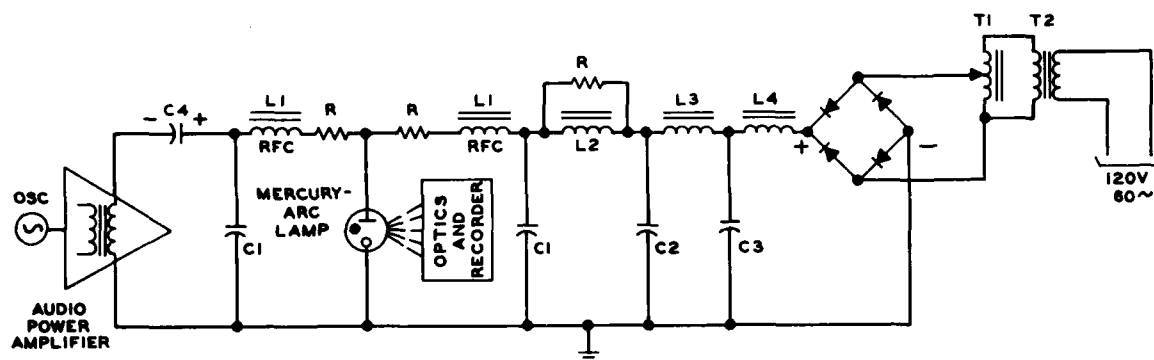 T1 T2
R
C4 L1 R R L1 L3 L4
- +
RFC RFC L2
+ -
OSC
MERCURY-
ARC
LAMP
OPTICS
AND
RECORDER
120V
60~
C1 C1 C2 C3
AUDIO
POWER
AMPLIFIER